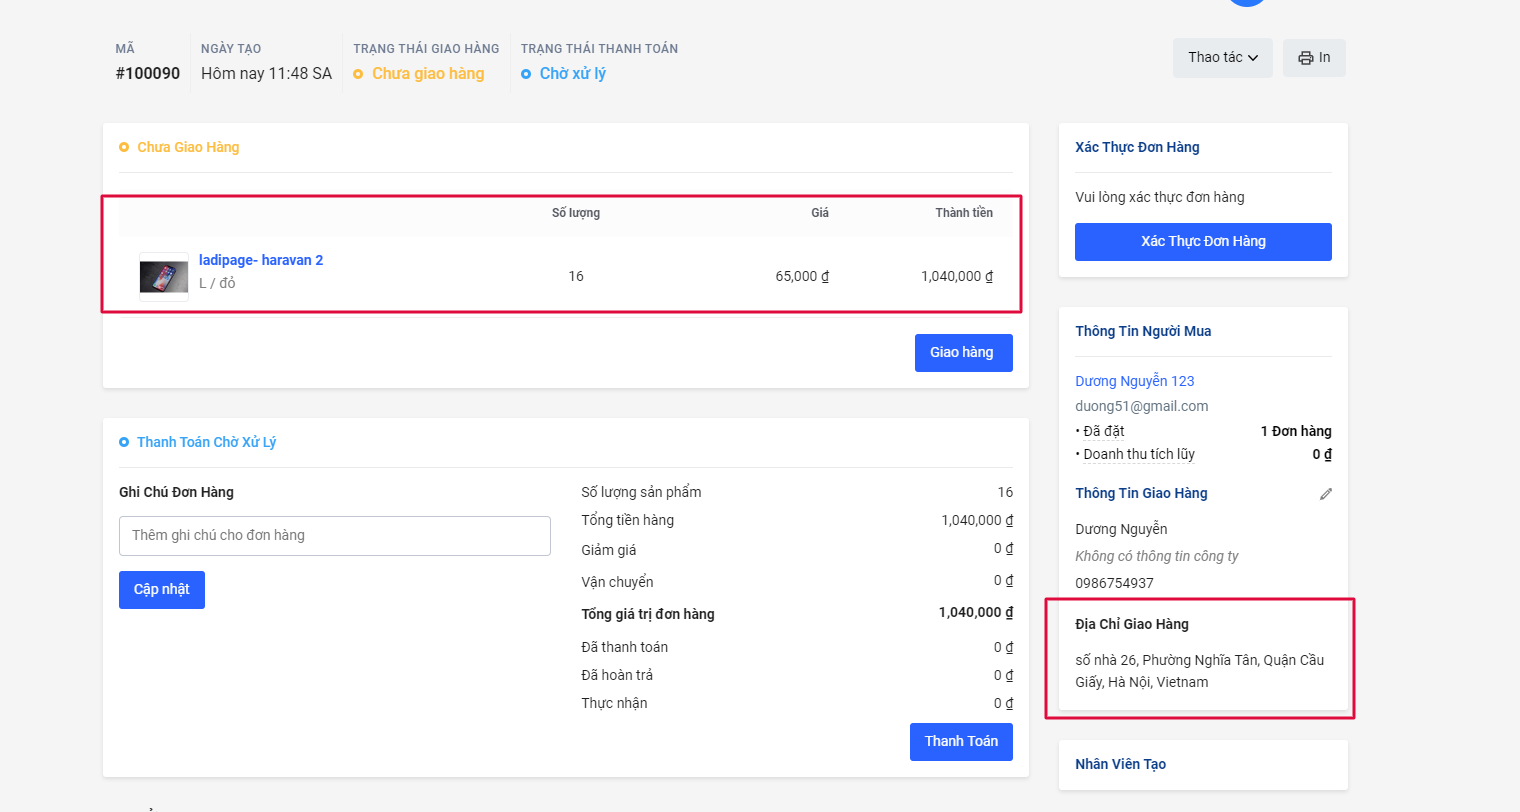 MÃ
#100090
NGÀY TẠO
Hôm nay 11:48 SA
TRẠNG THÁI GIAO HÀNG
Chưa giao hàng
TRẠNG THÁI THANH TOÁN
Chờ xử lý
Thao tác
In
Chưa Giao Hàng
Số lượng Giá Thành tiền
ladipage- haravan 2
L / đỏ
16 65,000 ₫ 1,040,000 ₫
Giao hàng
Thanh Toán Chờ Xử Lý
Ghi Chú Đơn Hàng
Thêm ghi chú cho đơn hàng
Cập nhật
Số lượng sản phẩm 16
Tổng tiền hàng 1,040,000 ₫
Giảm giá 0 ₫
Vận chuyển 0 ₫
Tổng giá trị đơn hàng 1,040,000 ₫
Đã thanh toán 0 ₫
Đã hoàn trả 0 ₫
Thực nhận 0 ₫
Thanh Toán
Xác Thực Đơn Hàng
Vui lòng xác thực đơn hàng
Xác Thực Đơn Hàng
Thông Tin Người Mua
Dương Nguyễn 123
duong51@gmail.com
• Đã đặt 1 Đơn hàng
• Doanh thu tích lũy 0 ₫
Thông Tin Giao Hàng
Dương Nguyễn
Không có thông tin công ty
0986754937
Địa Chỉ Giao Hàng
số nhà 26, Phường Nghĩa Tân, Quận Cầu
Giấy, Hà Nội, Vietnam
Nhân Viên Tạo